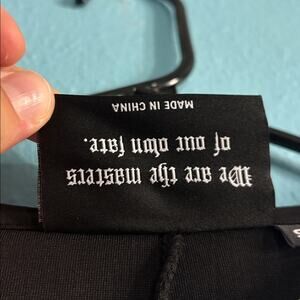 We are the masters
of our own fate.
MADE IN CHINA